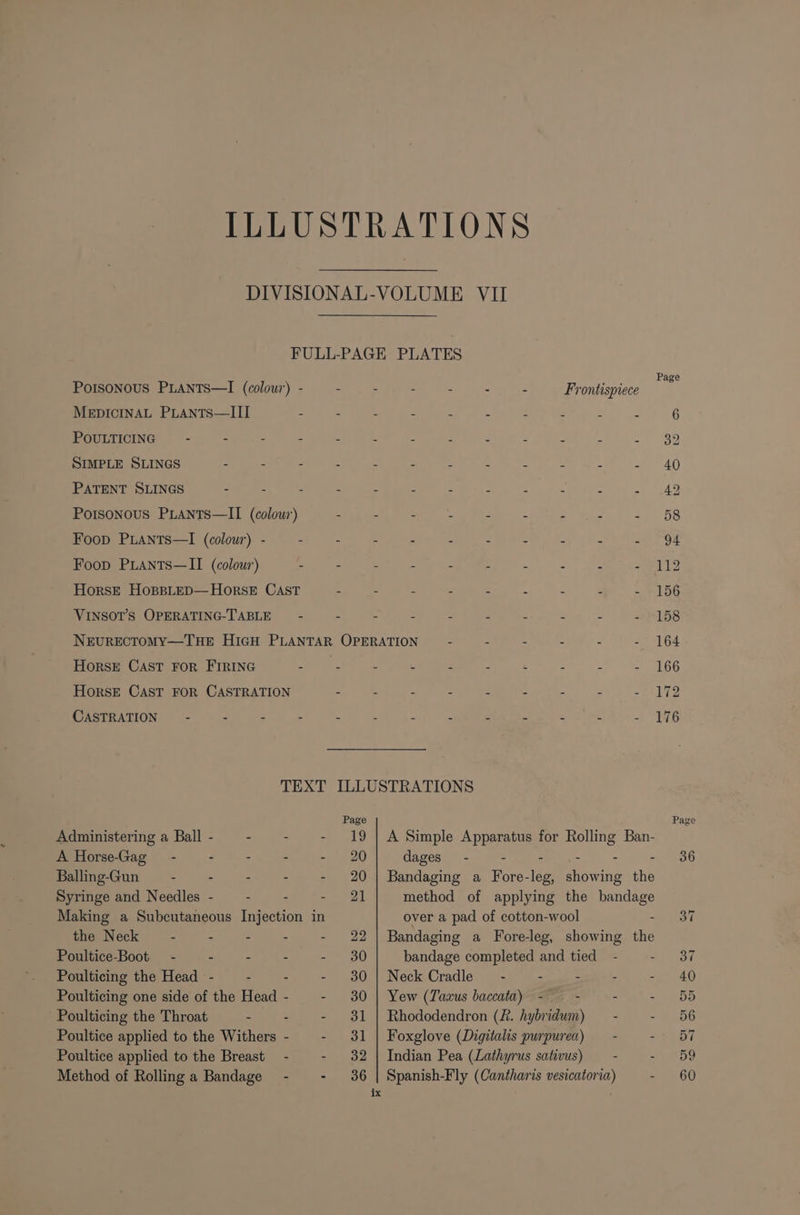 ILLUSTRATIONS
DIVISIONAL-VOLUME VII
FULL-PAGE PLATES
Page
POISONOUS PLANTS—I (colour) - - - - - - - Frontispiece
MEDICINAL PLANTS—III - - - - - - - - - - 6
POULTICING - - - - - - - - - - - - - 32
SIMPLE SLINGS - - - - - - - - - - - - 40
PATENT SLINGS - - - - - - - - - - - - 42
POISONOUS PLANTS—II (colour) - - - - - - - - - 58
FOOD PLANTS—I (colour) - - - - - - - - - - - 94
FOOD PLANTS—II (colour) - - - - - - - - - - 112
HORSE HOBBLED—HORSE CAST - - - - - - - - - 156
VINSOT'S OPERATING-TABLE - - - - - - - - - - 158
NEURECTOMY—THE HIGH PLANTAR OPERATION - - - - - - 164
HORSE CAST FOR FIRING - - - - - - - - - - 166
HORSE CAST FOR CASTRATION - - - - - - - - - 172
CASTRATION - - - - - - - - - - - - - 176
TEXT ILLUSTRATIONS
Page
Administering a Ball - - - - 19
A Horse-Gag - - - - - 20
Balling-Gun - - - - - 20
Syringe and Needles - - - - 21
Making a Subcutaneous Injection in
the Neck - - - - - 22
Poultice-Boot - - - - - 30
Poulticing the Head - - - - 30
Poulticing one side of the Head - - 30
Poulticing the Throat - - - 31
Poultice applied to the Withers - - 31
Poultice applied to the Breast - - 32
Method of Rolling a Bandage - - 36
Page
A Simple Apparatus for Rolling Ban-
dages - - - - - - 36
Bandaging a Fore-leg, showing the
method of applying the bandage
over a pad of cotton-wool - 37
Bandaging a Fore-leg, showing the
bandage completed and tied - - 37
Neck Cradle - - - - - 40
Yew (Taxus baccata) - - - - 55
Rhododendron (R. hybridum) - - 56
Foxglove (Digitalis purpurea) - - 57
Indian Pea (Lathyrus sativus) - - 59
Spanish-Fly (Cantharis vesicatoria) - 60
ix